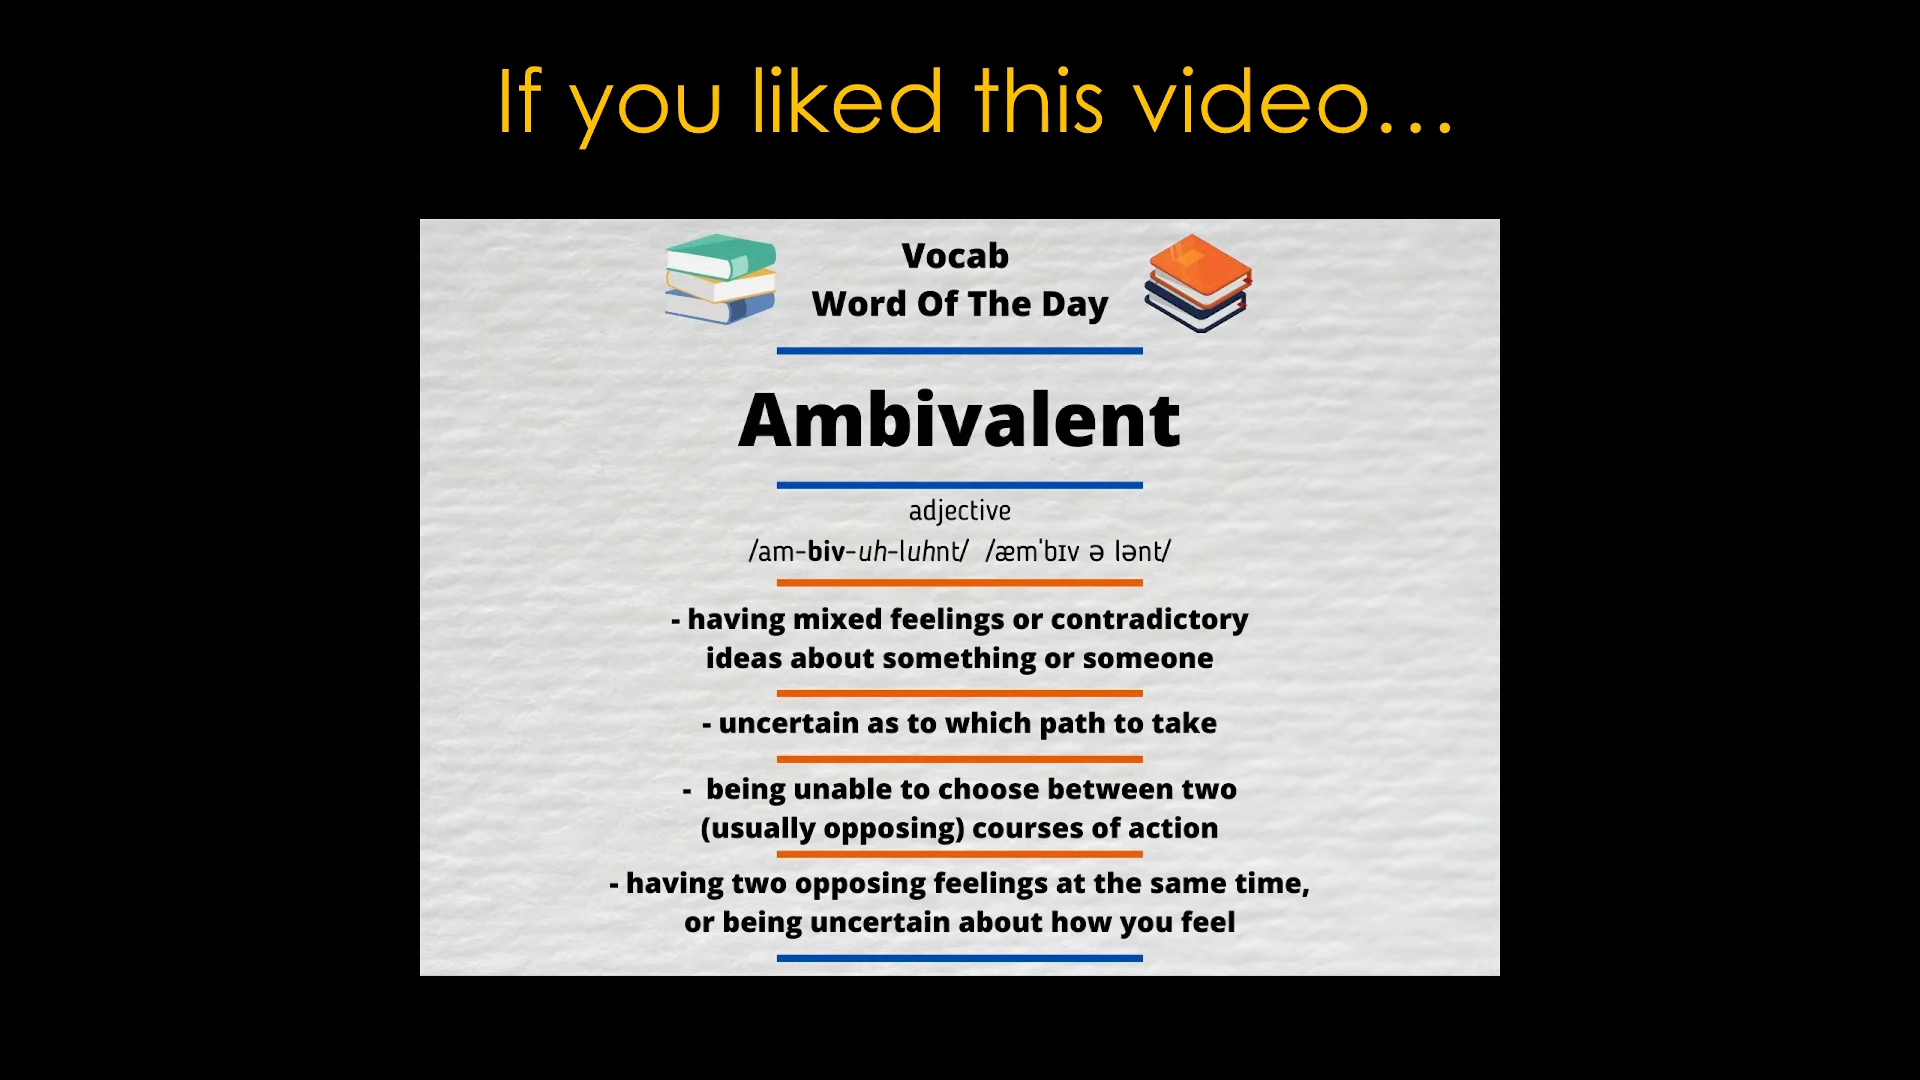 If you liked this video...
Vocab
Word Of The Day
Ambivalent
adjective
/am-biv-uh-luhnt/ /æmˈbɪv ə lənt/
- having mixed feelings or contradictory
ideas about something or someone
- uncertain as to which path to take
- being unable to choose between two
(usually opposing) courses of action
- having two opposing feelings at the same time,
or being uncertain about how you feel